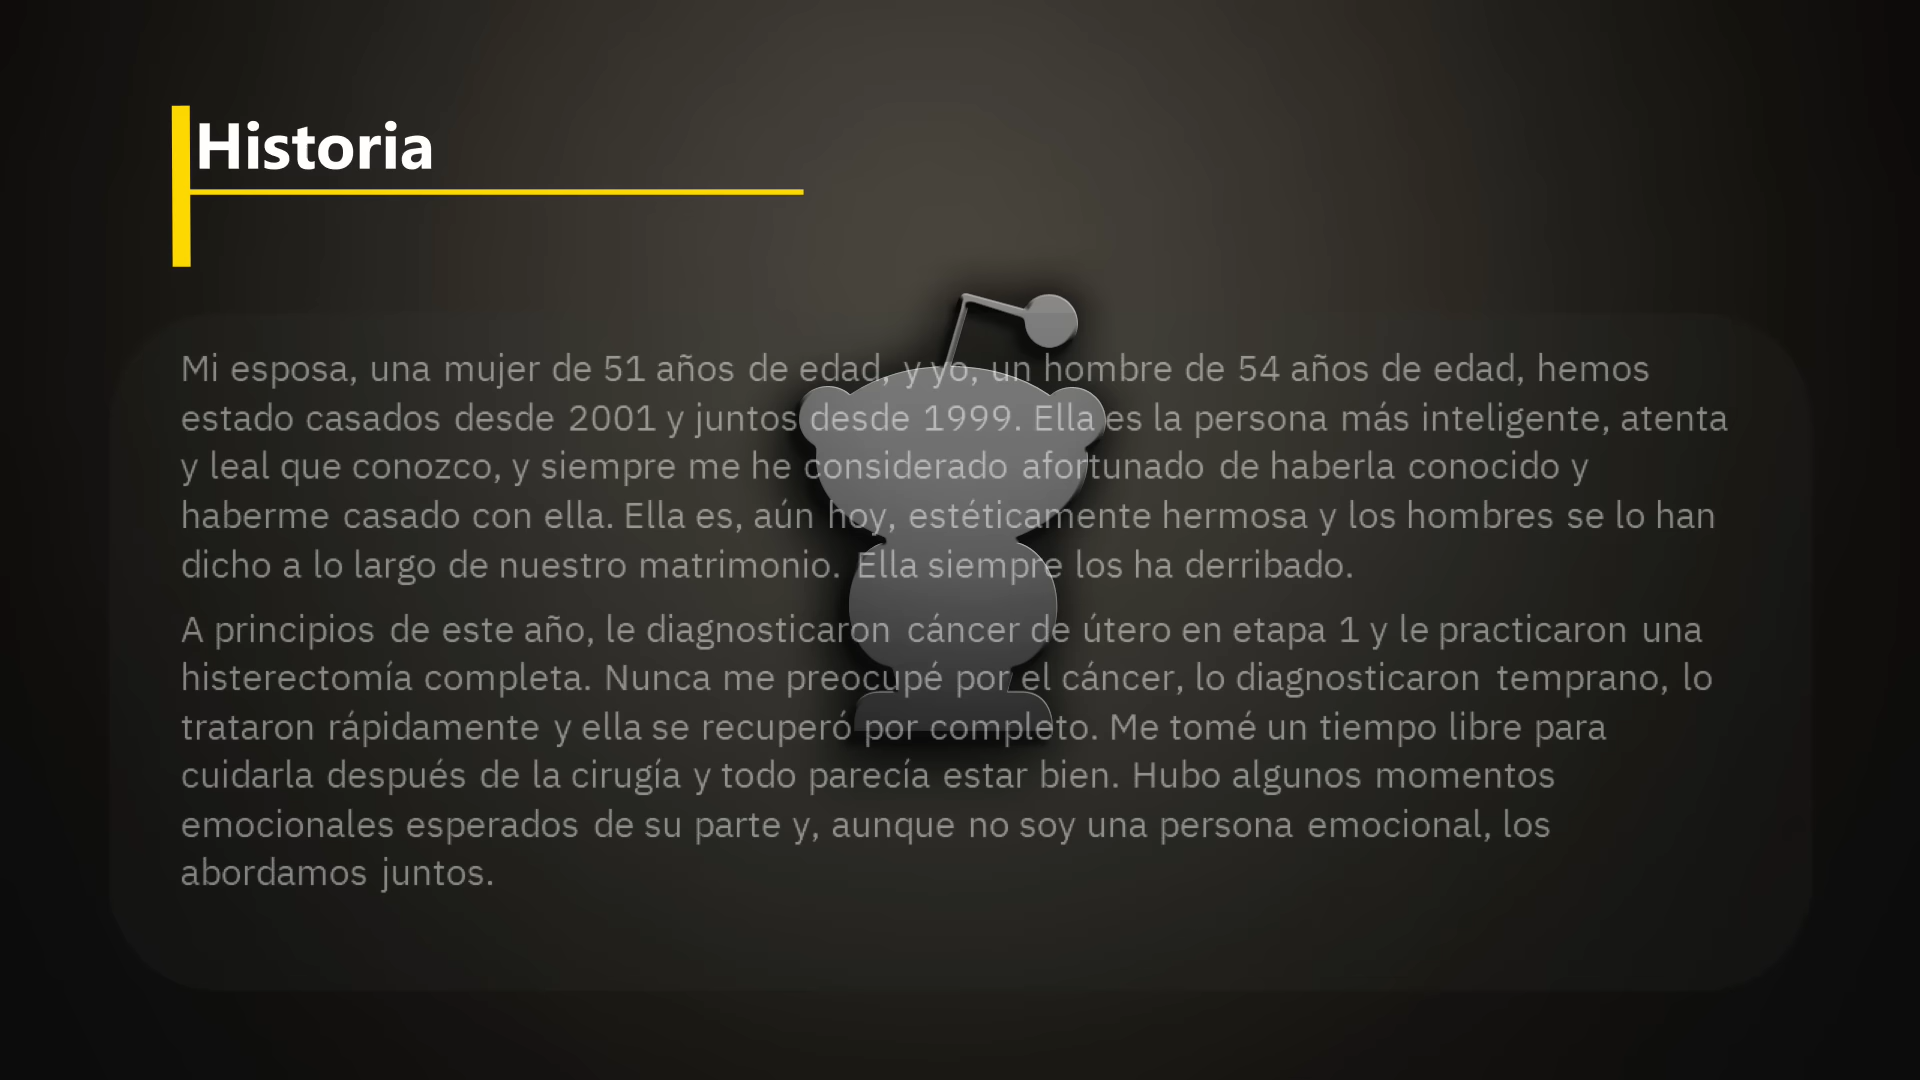 Historia
Mi esposa, una mujer de 51 años de edad, y yo, un hombre de 54 años de edad, hemos
estado casados desde 2001 y juntos desde 1999. Ella es la persona más inteligente, atenta
y leal que conozco, y siempre me he considerado afortunado de haberla conocido y
haberme casado con ella. Ella es, aún hoy, estéticamente hermosa y los hombres se lo han
dicho a lo largo de nuestro matrimonio. Ella siempre los ha derribado.
A principios de este año, le diagnosticaron cáncer de útero en etapa 1 y le practicaron una
histerectomía completa. Nunca me preocupé por el cáncer, lo diagnosticaron temprano, lo
trataron rápidamente y ella se recuperó por completo. Me tomé un tiempo libre para
cuidarla después de la cirugía y todo parecía estar bien. Hubo algunos momentos
emocionales esperados de su parte y, aunque no soy una persona emocional, los
abordamos juntos.